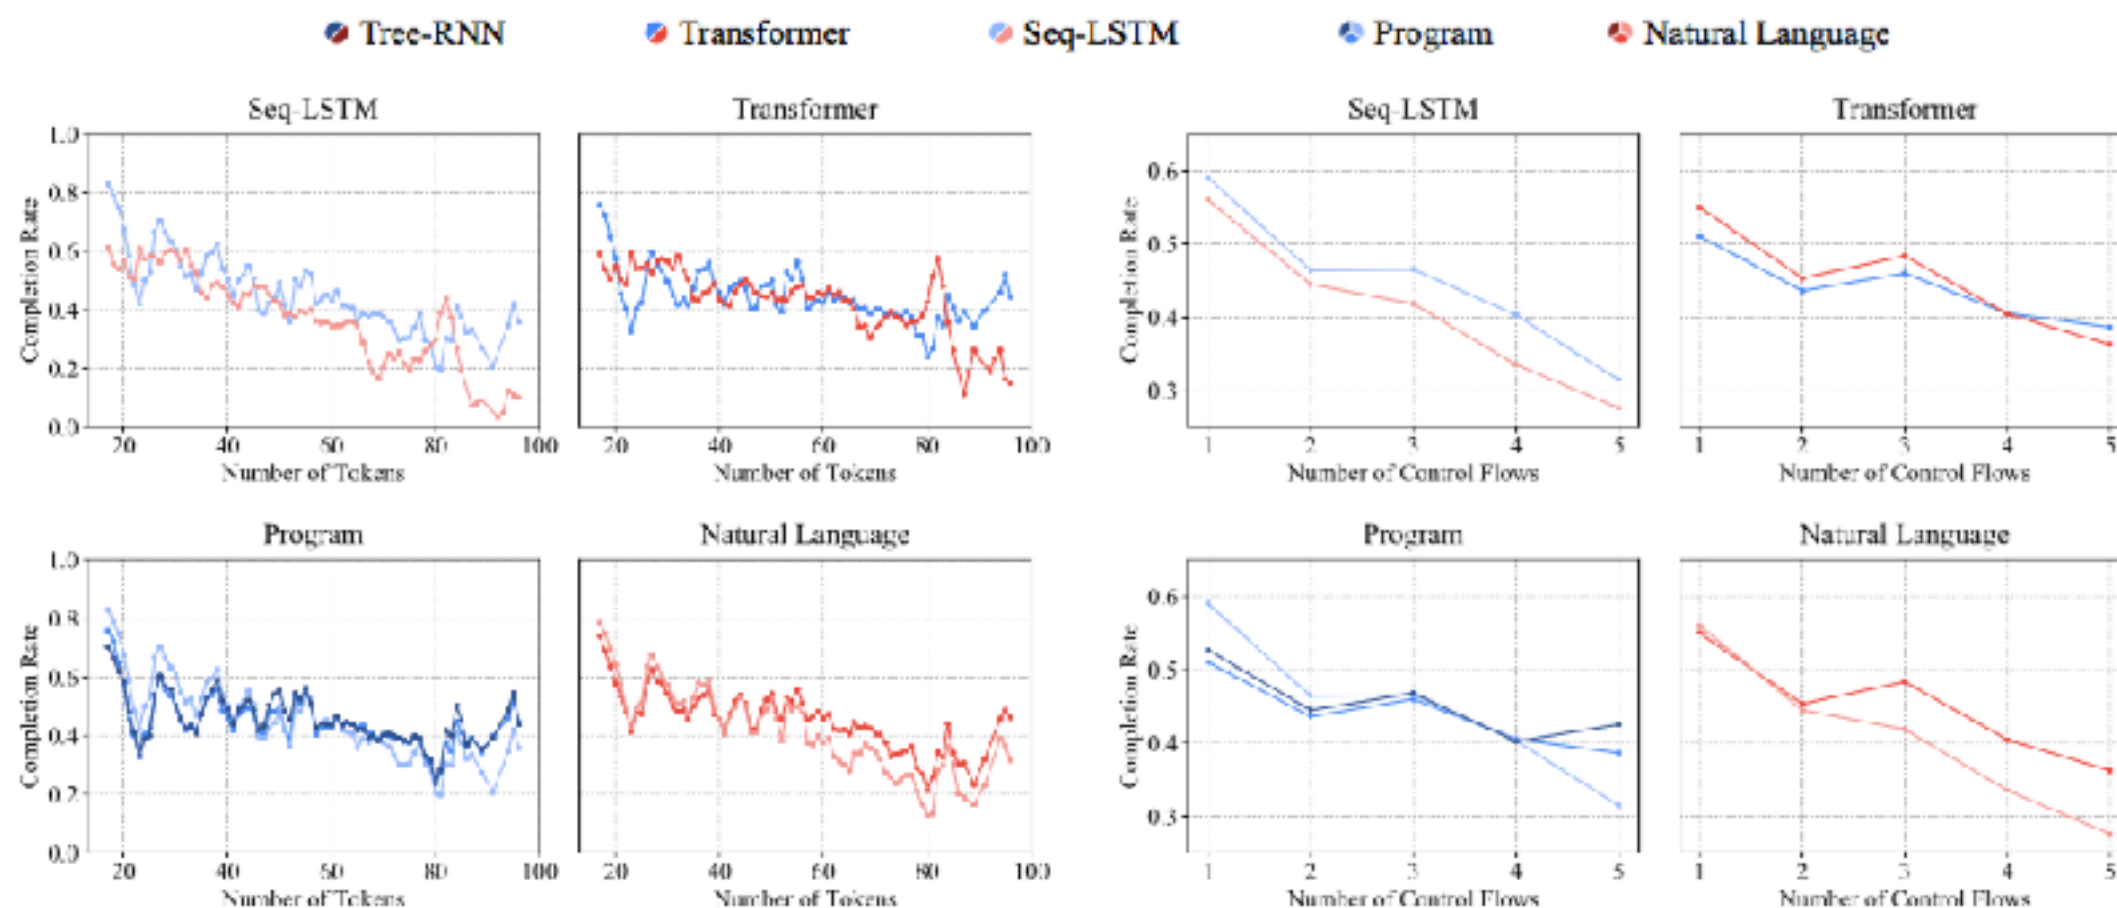 Tree-RNN Transformer Seq-LSTM Program Natural Language
Seq-LSTM Transformer Seq-LSTM Transformer
Completion Rate
1.0
0.8
0.6
0.4
0.2
0.0
20 40 60 80 100
Number of Tokens
20 40 60 80 100
Number of Tokens
Completion Rate
0.6
0.5
0.4
0.3
1 2 3 4 5
Number of Control Flows
1 2 3 4 5
Number of Control Flows
Program Natural Language Program Natural Language
Completion Rate
1.0
0.8
0.6
0.4
0.2
0.0
20 40 60 80 100
Number of Tokens
20 40 60 80 100
Number of Tokens
Completion Rate
0.6
0.5
0.4
0.3
1 2 3 4 5
Number of Control Flows
1 2 3 4 5
Number of Control Flows